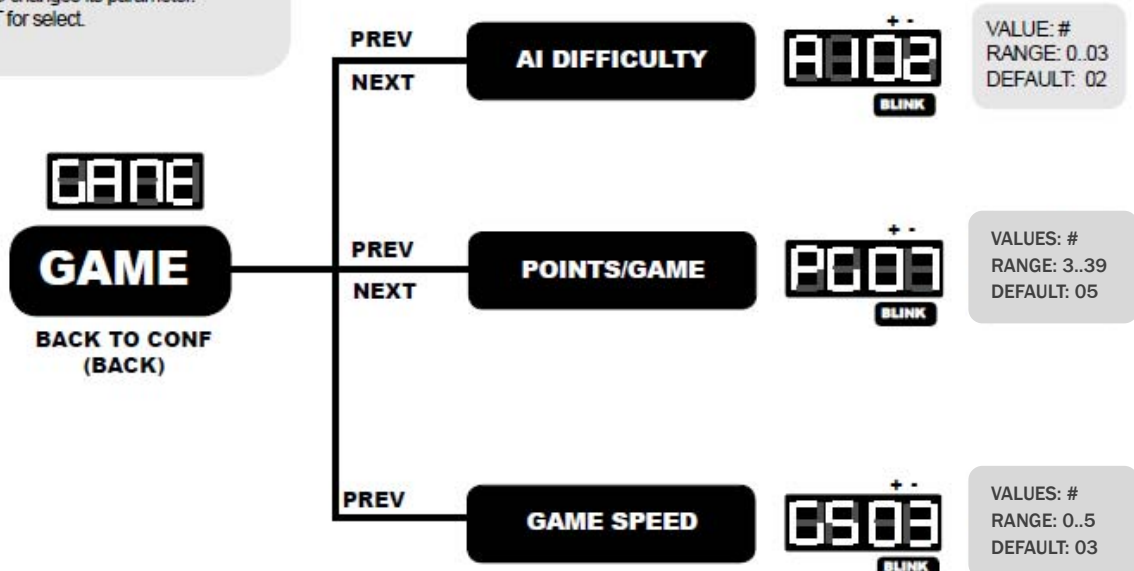 changes its parameter.
for select.
PREV
NEXT
AI DIFFICULTY
+ -
AI02
BLINK
VALUE: #
RANGE: 0..03
DEFAULT: 02
GAME
GAME
BACK TO CONF
(BACK)
PREV
NEXT
POINTS/GAME
+ -
PG07
BLINK
VALUES: #
RANGE: 3..39
DEFAULT: 05
PREV
GAME SPEED
+ -
GS03
BLINK
VALUES: #
RANGE: 0..5
DEFAULT: 03